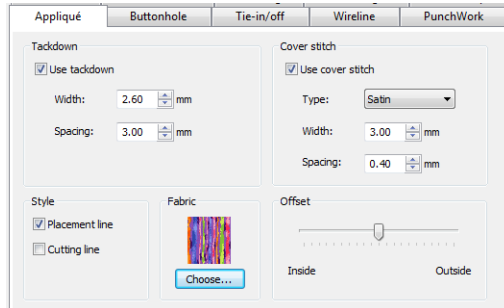 Appliqué Buttonhole Tie-in/off Wireline PunchWork
Tackdown
Use tackdown
Width: 2.60 mm
Spacing: 3.00 mm
Cover stitch
Use cover stitch
Type: Satin
Width: 3.00 mm
Spacing: 0.40 mm
Style
Placement line
Cutting line
Fabric
Choose...
Offset
Inside Outside